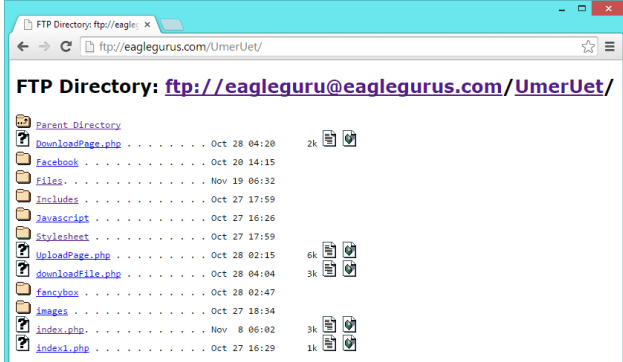 FTP Directory: ftp://eagleg
ftp://eaglegurus.com/UmerUet/
FTP Directory: ftp://eagleguru@eaglegurus.com/UmerUet/
Parent Directory
DownloadPage.php . . . . . . . . Oct 28 04:20 2k
Facebook . . . . . . . . . . . . Oct 20 14:15
Files. . . . . . . . . . . . . . Nov 19 06:32
Includes . . . . . . . . . . . . Oct 27 17:59
Javascript . . . . . . . . . . . Oct 27 16:26
Stylesheet . . . . . . . . . . . Oct 27 17:59
UploadPage.php . . . . . . . . . Oct 28 02:15 6k
downloadFile.php . . . . . . . . Oct 28 04:04 3k
fancybox . . . . . . . . . . . . Oct 28 02:47
images . . . . . . . . . . . . . Oct 27 18:34
index.php. . . . . . . . . . . . Nov 8 06:02 3k
index1.php . . . . . . . . . . . Oct 27 16:29 1k